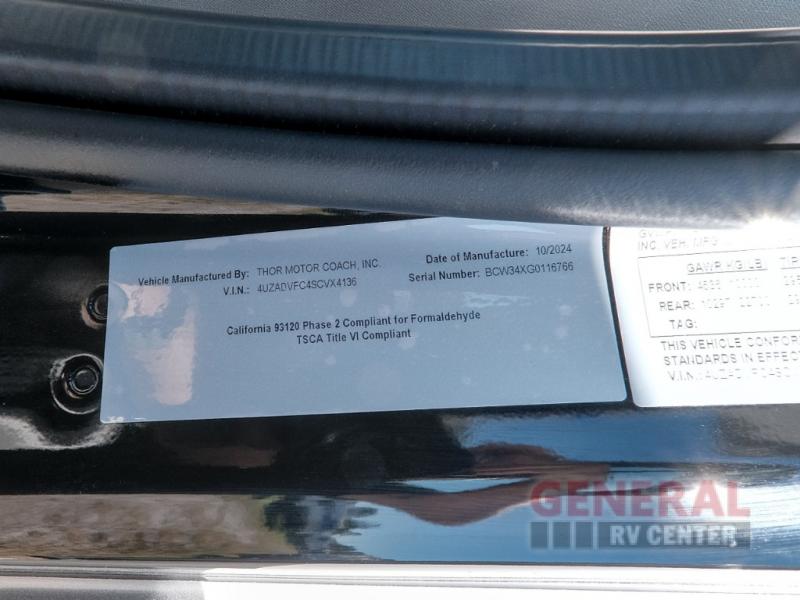 Vehicle Manufactured By: THOR MOTOR COACH, INC. Date of Manufacture: 10/2024
V.I.N.: 4UZADVFC4SCVX4136 Serial Number: BCW34XG0116766
California 93120 Phase 2 Compliant for Formaldehyde
TSCA Title VI Compliant
INC. VEH. MFG
GAWR KG/LB
FRONT:
REAR:
TAG:
THIS VEHICLE CONFOR
STANDARDS IN EFFEC
V.I.N.:
GENERAL
RV CENTER